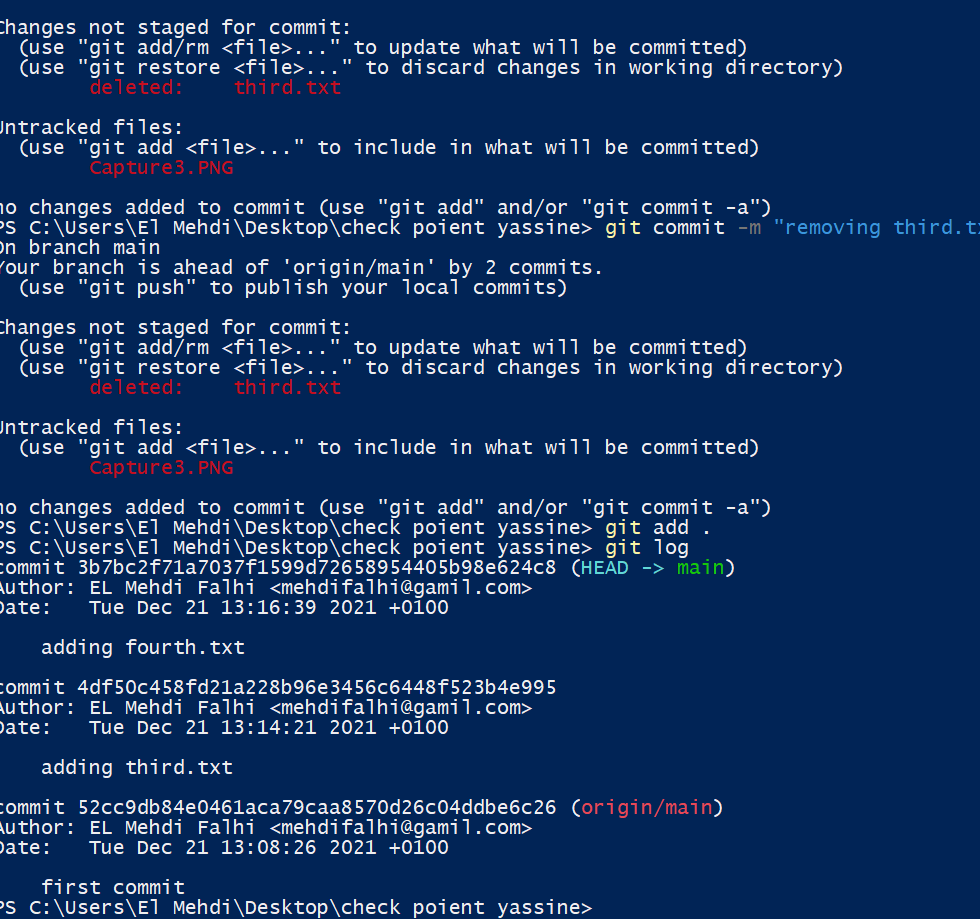 Changes not staged for commit:
  (use "git add/rm <file>..." to update what will be committed)
  (use "git restore <file>..." to discard changes in working directory)
        deleted:    third.txt

Untracked files:
  (use "git add <file>..." to include in what will be committed)
        Capture3.PNG

no changes added to commit (use "git add" and/or "git commit -a")
PS C:\Users\El Mehdi\Desktop\check poient yassine> git commit -m "removing third.tx
On branch main
Your branch is ahead of 'origin/main' by 2 commits.
  (use "git push" to publish your local commits)

Changes not staged for commit:
  (use "git add/rm <file>..." to update what will be committed)
  (use "git restore <file>..." to discard changes in working directory)
        deleted:    third.txt

Untracked files:
  (use "git add <file>..." to include in what will be committed)
        Capture3.PNG

no changes added to commit (use "git add" and/or "git commit -a")
PS C:\Users\El Mehdi\Desktop\check poient yassine> git add .
PS C:\Users\El Mehdi\Desktop\check poient yassine> git log
commit 3b7bc2f71a7037f1599d72658954405b98e624c8 (HEAD -> main)
Author: EL Mehdi Falhi <mehdifalhi@gamil.com>
Date:   Tue Dec 21 13:16:39 2021 +0100

    adding fourth.txt

commit 4df50c458fd21a228b96e3456c6448f523b4e995
Author: EL Mehdi Falhi <mehdifalhi@gamil.com>
Date:   Tue Dec 21 13:14:21 2021 +0100

    adding third.txt

commit 52cc9db84e0461aca79caa8570d26c04ddbe6c26 (origin/main)
Author: EL Mehdi Falhi <mehdifalhi@gamil.com>
Date:   Tue Dec 21 13:08:26 2021 +0100

    first commit
PS C:\Users\El Mehdi\Desktop\check poient yassine>